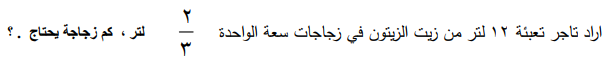 اراد تاجر تعبئة ١٢ لتر من زيت الزيتون في زجاجات سعة الواحدة ٢/٣ لتر ، كم زجاجة يحتاج . ؟